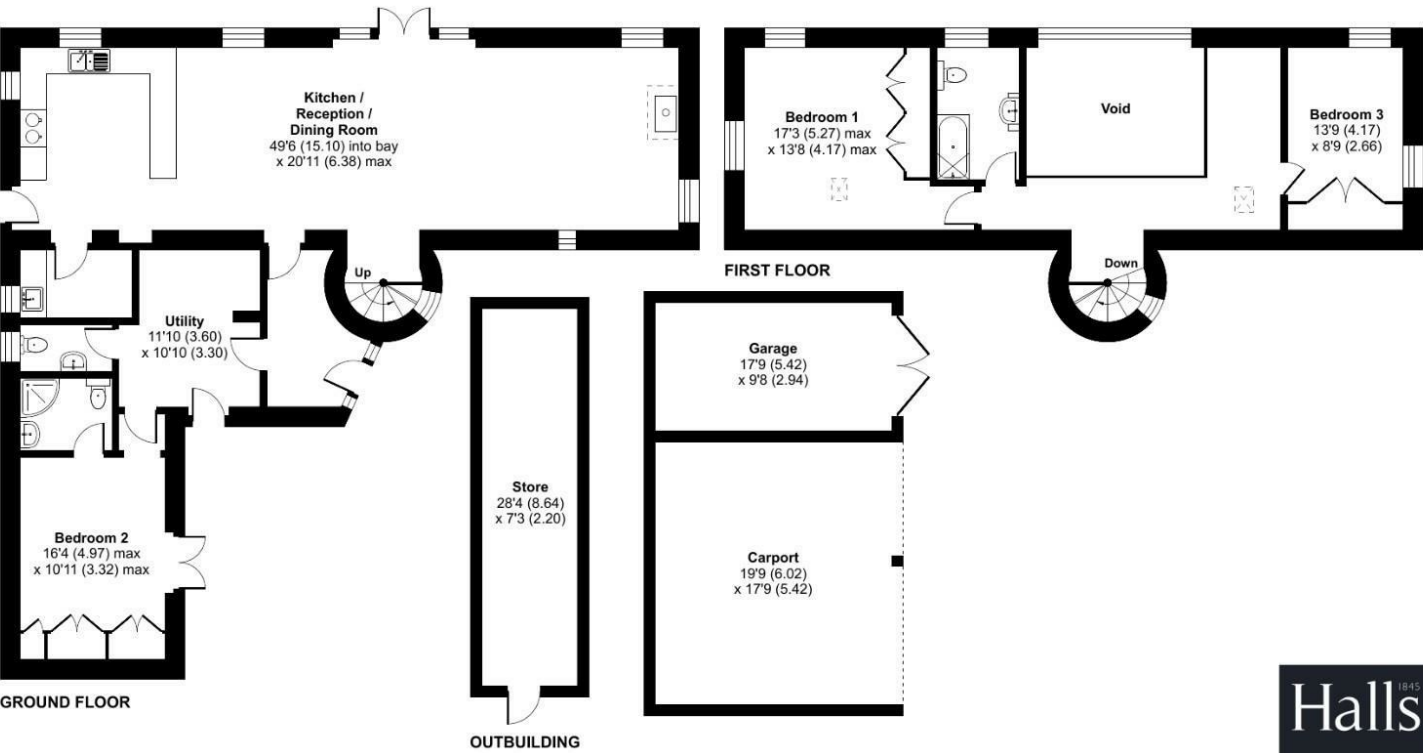 Kitchen /
Reception /
Dining Room
49'6 (15.10) into bay
x 20'11 (6.38) max
Up
Utility
11'10 (3.60)
x 10'10 (3.30)
Bedroom 2
16'4 (4.97) max
x 10'11 (3.32) max
GROUND FLOOR
Bedroom 1
17'3 (5.27) max
x 13'8 (4.17) max
Void
Bedroom 3
13'9 (4.17)
x 8'9 (2.66)
Down
FIRST FLOOR
Store
28'4 (8.64)
x 7'3 (2.20)
OUTBUILDING
Garage
17'9 (5.42)
x 9'8 (2.94)
Carport
19'9 (6.02)
x 17'9 (5.42)
Halls 1845